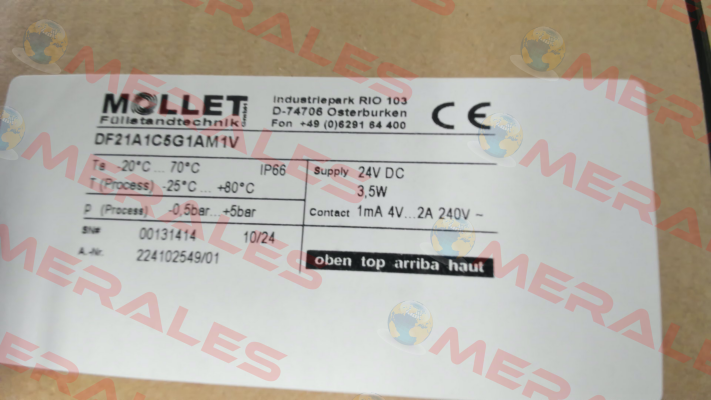 MOLLET
GmbH
Füllstandtechnik
Industriepark RIO 103
D-74706 Osterburken
Fon +49 (0)6291 64 400
CE
DF21A1C5G1AM1V
Ta -20°C ... 70°C IP66
T (Process) -25°C ... +80°C
p (Process) -0,5bar...+5bar
SN# 00131414 10/24
A.-Nr. 224102549/01
Supply 24V DC
3,5W
Contact 1mA 4V...2A 240V ~
oben top arriba haut
MERALES
MERALES
MERALES
MERALES
MERALES
MERALES